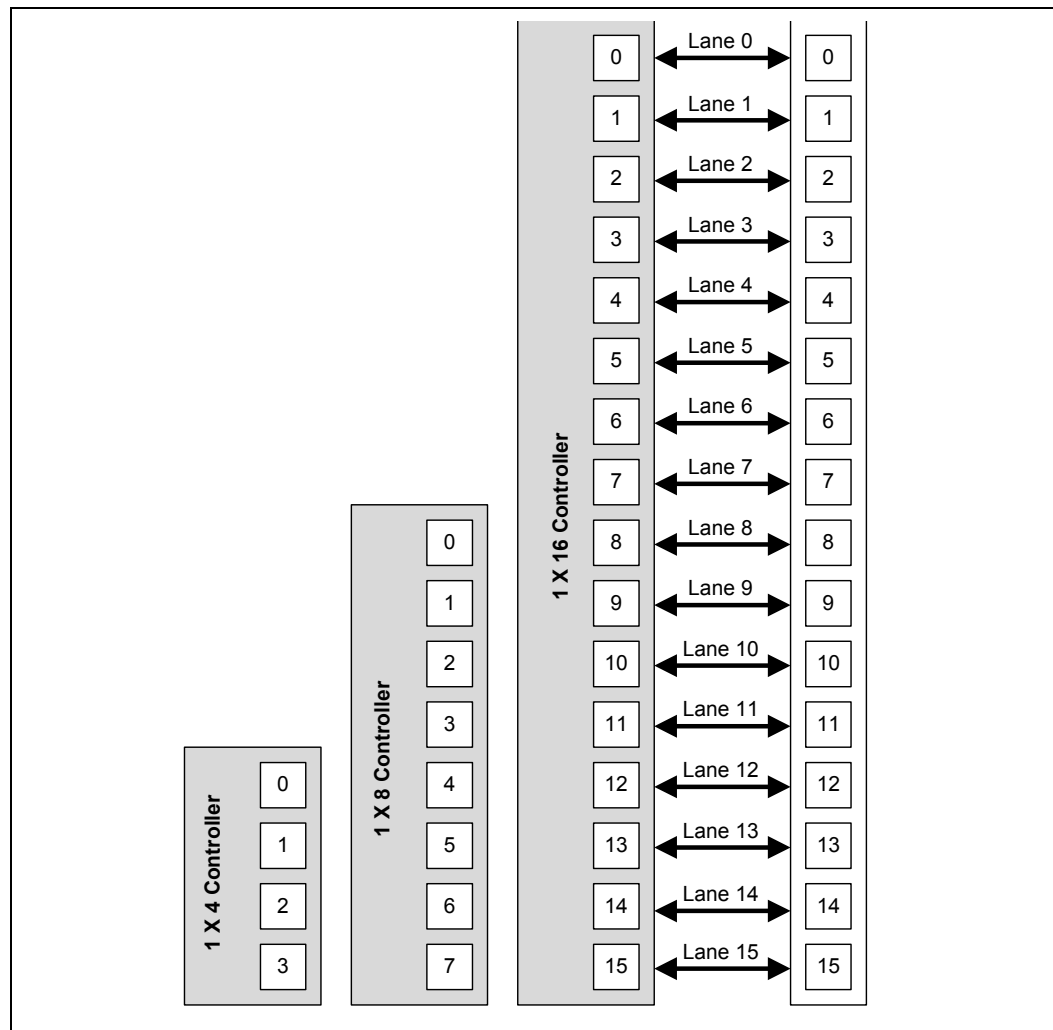 0 Lane 0 0
1 Lane 1 1
2 Lane 2 2
3 Lane 3 3
4 Lane 4 4
5 Lane 5 5
6 Lane 6 6
7 Lane 7 7
8 Lane 8 8
9 Lane 9 9
10 Lane 10 10
11 Lane 11 11
12 Lane 12 12
13 Lane 13 13
14 Lane 14 14
15 Lane 15 15
1 X 16 Controller
0
1
2
3
4
5
6
7
1 X 8 Controller
0
1
2
3
1 X 4 Controller